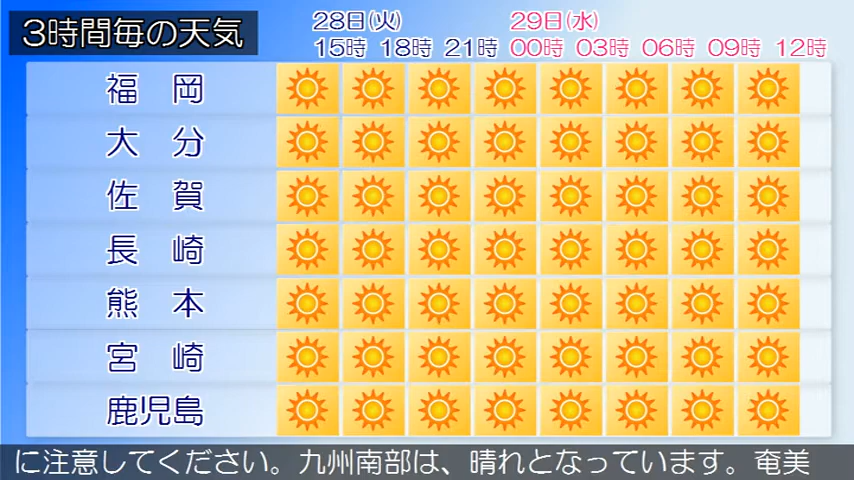 3時間毎の天気
28日(火) 29日(水)
15時 18時 21時 00時 03時 06時 09時 12時
福岡
大分
佐賀
長崎
熊本
宮崎
鹿児島
に注意してください。九州南部は、晴れとなっています。奄美